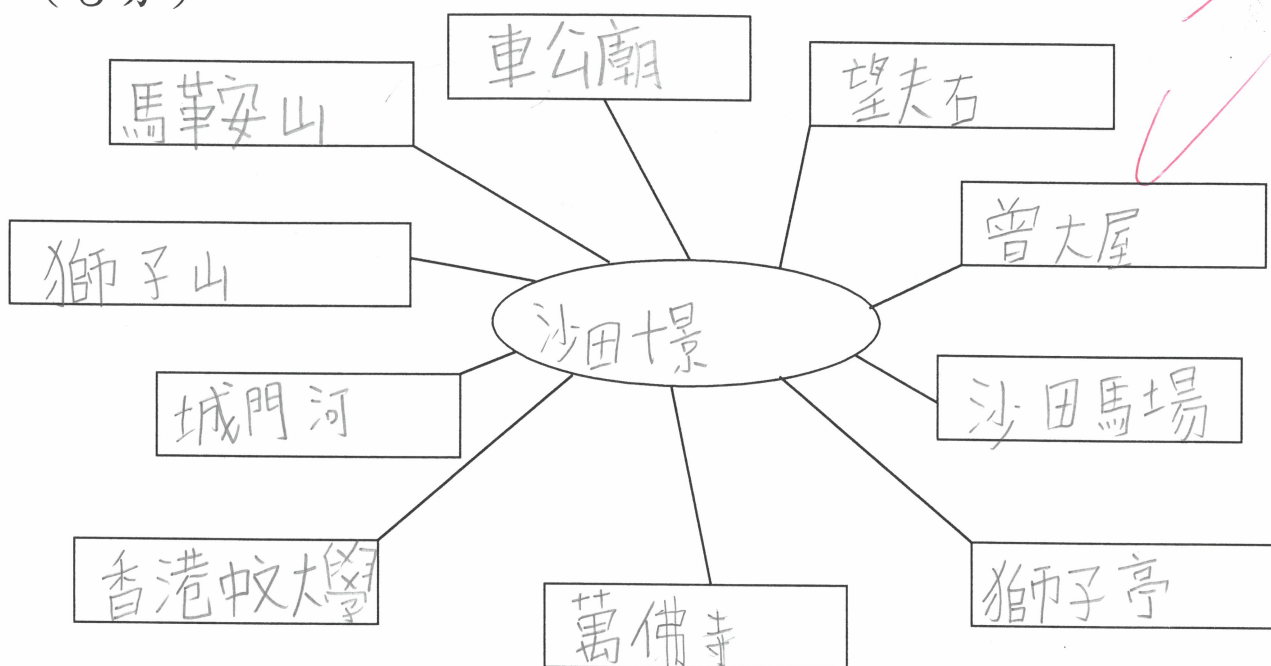 車公廟
望夫石
馬鞍山
曾大屋
獅子山
沙田十景
城門河
沙田馬場
香港中文大學
獅子亭
萬佛寺